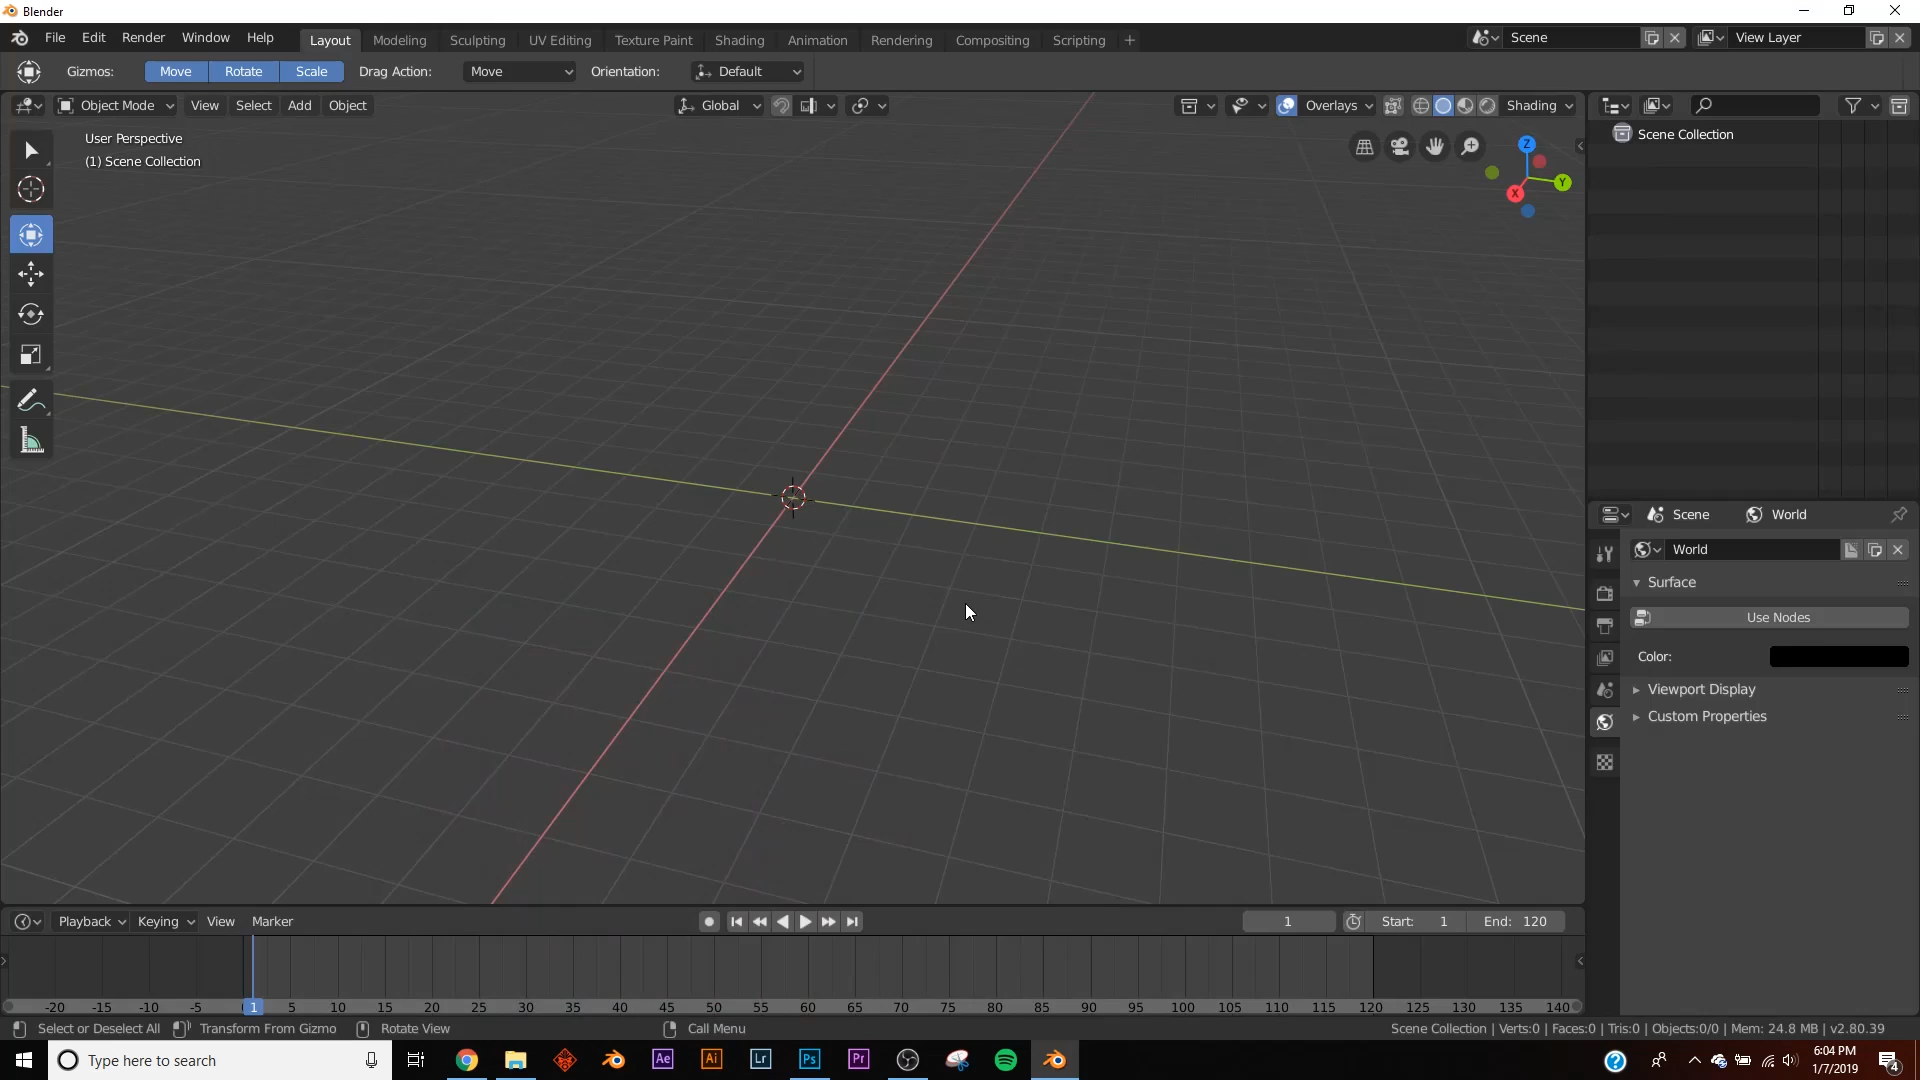 Blender
File Edit Render Window Help Layout Modeling Sculpting UV Editing Texture Paint Shading Animation Rendering Compositing Scripting + Scene View Layer
Gizmos: Move Rotate Scale Drag Action: Move Orientation: Default
Object Mode View Select Add Object Global Overlays Shading
User Perspective
(1) Scene Collection
Z
Y
X
Scene Collection
Scene World
World
Surface
Use Nodes
Color:
Viewport Display
Custom Properties
Playback Keying View Marker 1 Start: 1 End: 120
-20 -15 -10 -5 1 5 10 15 20 25 30 35 40 45 50 55 60 65 70 75 80 85 90 95 100 105 110 115 120 125 130 135 140
Select or Deselect All Transform From Gizmo Rotate View Call Menu Scene Collection | Verts:0 | Faces:0 | Tris:0 | Objects:0/0 | Mem: 24.8 MB | v2.80.39
Type here to search Ae Ai Lr Ps Pr
6:04 PM
1/7/2019
4